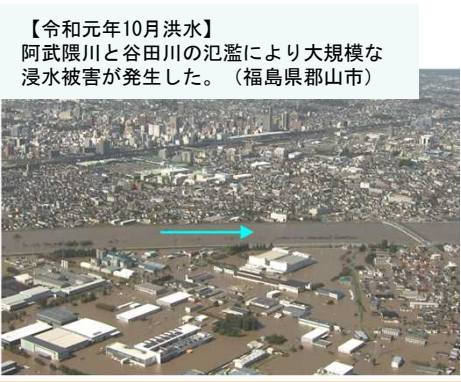 【令和元年10月洪水】
阿武隈川と谷田川の氾濫により大規模な
浸水被害が発生した。（福島県郡山市）